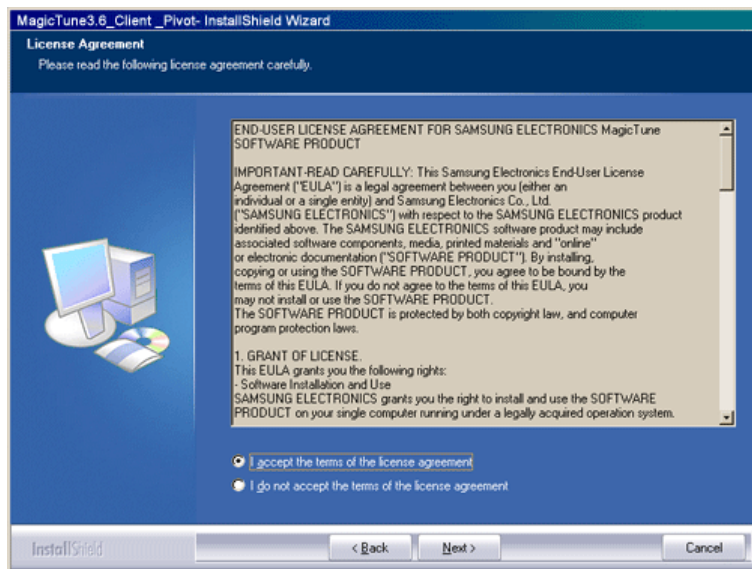 MagicTune3.6_Client _Pivot- InstallShield Wizard
License Agreement
Please read the following license agreement carefully.
END-USER LICENSE AGREEMENT FOR SAMSUNG ELECTRONICS MagicTune
SOFTWARE PRODUCT
IMPORTANT-READ CAREFULLY: This Samsung Electronics End-User License
Agreement ("EULA") is a legal agreement between you (either an
individual or a single entity) and Samsung Electronics Co., Ltd.
("SAMSUNG ELECTRONICS") with respect to the SAMSUNG ELECTRONICS product
identified above. The SAMSUNG ELECTRONICS software product may include
associated software components, media, printed materials and "online"
or electronic documentation ("SOFTWARE PRODUCT"). By installing,
copying or using the SOFTWARE PRODUCT, you agree to be bound by the
terms of this EULA. If you do not agree to the terms of this EULA, you
may not install or use the SOFTWARE PRODUCT.
The SOFTWARE PRODUCT is protected by both copyright law, and computer
program protection laws.
1. GRANT OF LICENSE.
This EULA grants you the following rights:
- Software Installation and Use
SAMSUNG ELECTRONICS grants you the right to install and use the SOFTWARE
PRODUCT on your single computer running under a legally acquired operation system.
I accept the terms of the license agreement
I do not accept the terms of the license agreement
InstallShield
< Back
Next >
Cancel